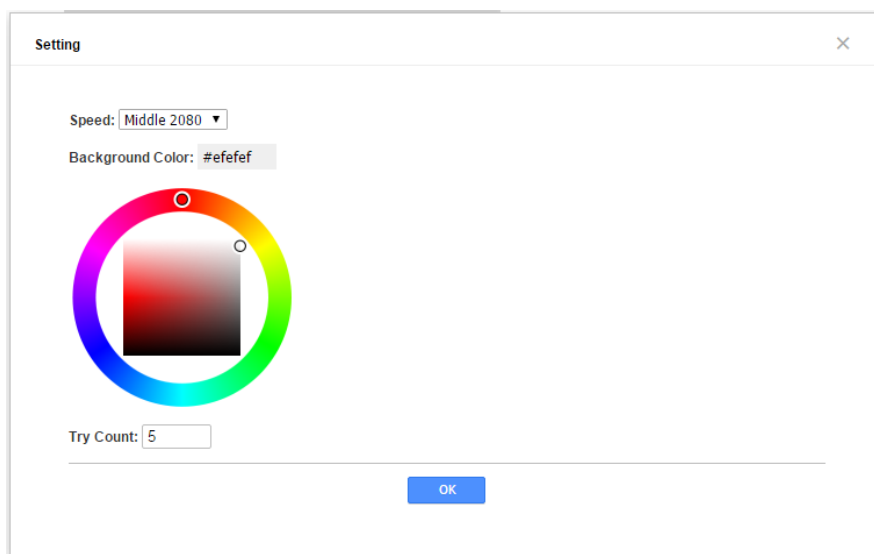 Setting
Speed: Middle 2080
Background Color: #efefef
Try Count: 5
OK